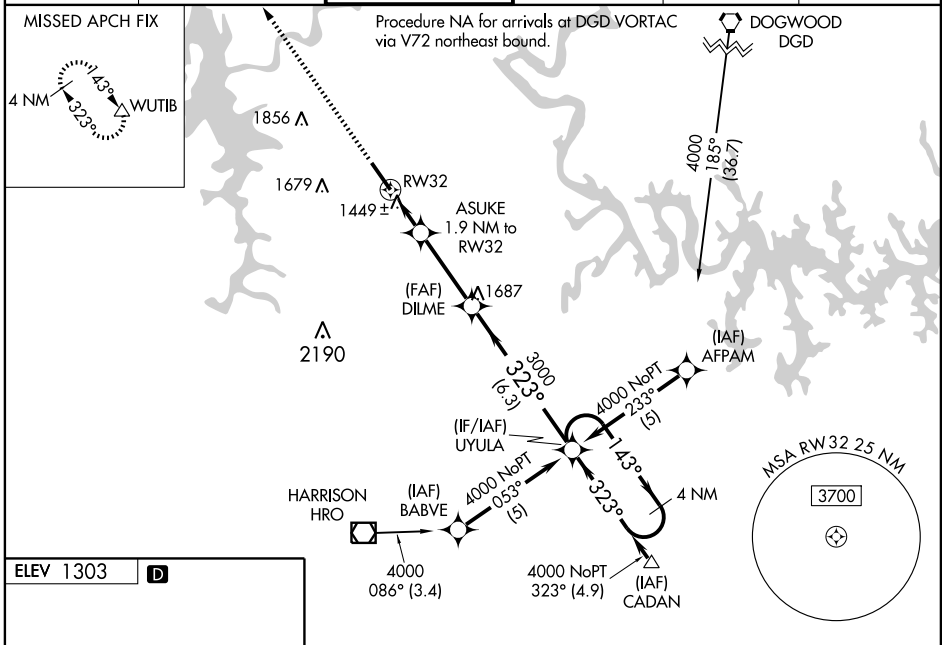 MISSED APCH FIX
4 NM
143°
323°
WUTIB
Procedure NA for arrivals at DGD VORTAC
via V72 northeast bound.
DOGWOOD
DGD
4000
185°
(36.7)
1856
1679
1449 ±
RW32
ASUKE
1.9 NM to
RW32
(FAF)
DILME
1687
2190
3000
323°
(6.3)
(IAF)
AFPAM
4000 NoPT
233°
(5)
(IF/IAF)
UYULA
143°
323°
4 NM
HARRISON
HRO
(IAF)
BABVE
4000 NoPT
053°
(5)
4000
086° (3.4)
4000 NoPT
323° (4.9)
(IAF)
CADAN
MSA RW32 25 NM
3700
ELEV 1303
D